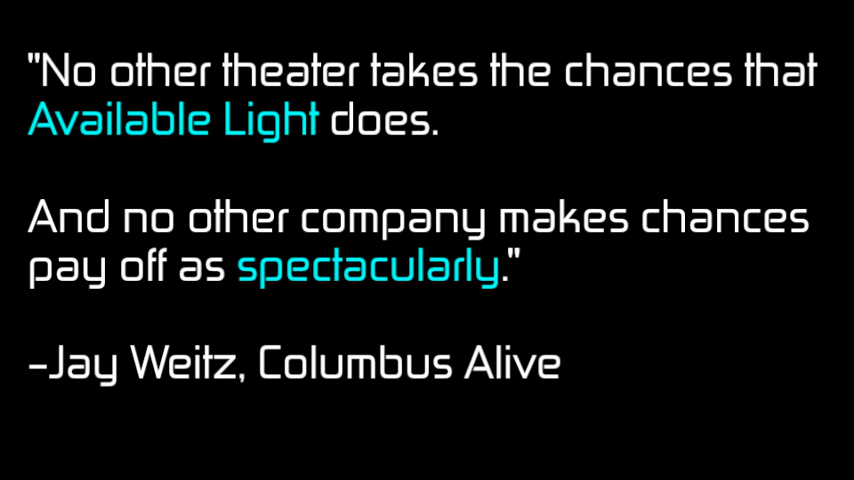 "No other theater takes the chances that
Available Light does.
And no other company makes chances
pay off as spectacularly."
–Jay Weitz, Columbus Alive